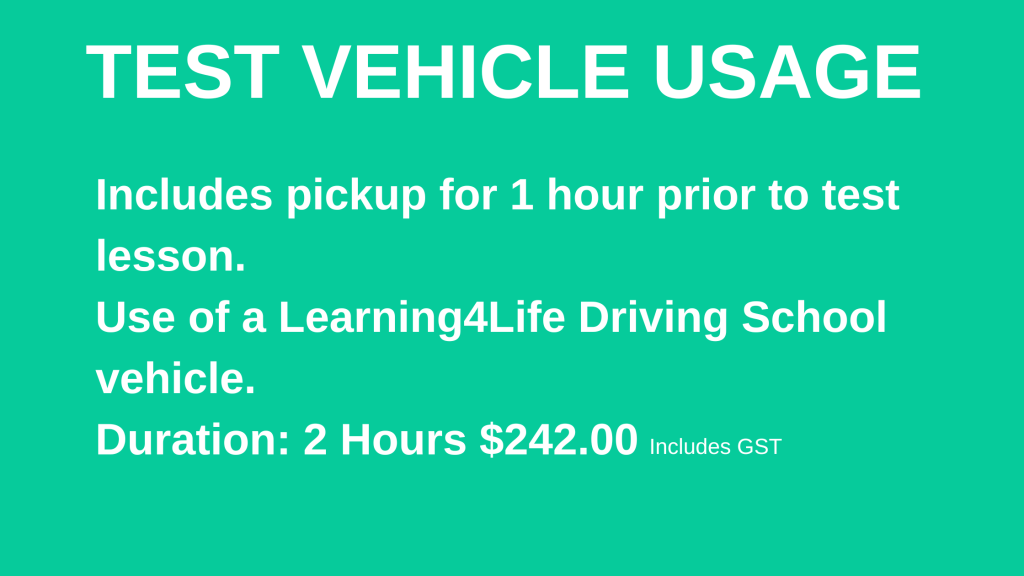 TEST VEHICLE USAGE
Includes pickup for 1 hour prior to test
lesson.
Use of a Learning4Life Driving School
vehicle.
Duration: 2 Hours $242.00 Includes GST